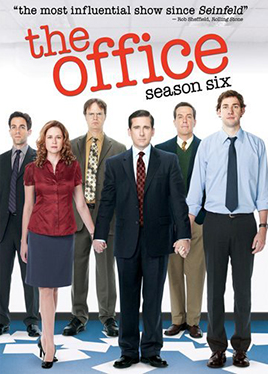 "the most influential show since Seinfeld"
— Rob Sheffield, Rolling Stone
the
office
season six